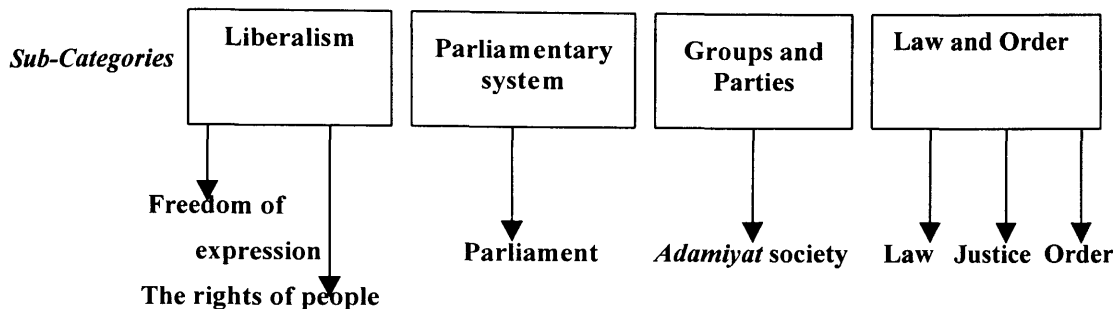 Sub-Categories
Liberalism
Parliamentary
system
Groups and
Parties
Law and Order
Freedom of
expression
The rights of people
Parliament
Adamiyat society
Law
Justice
Order